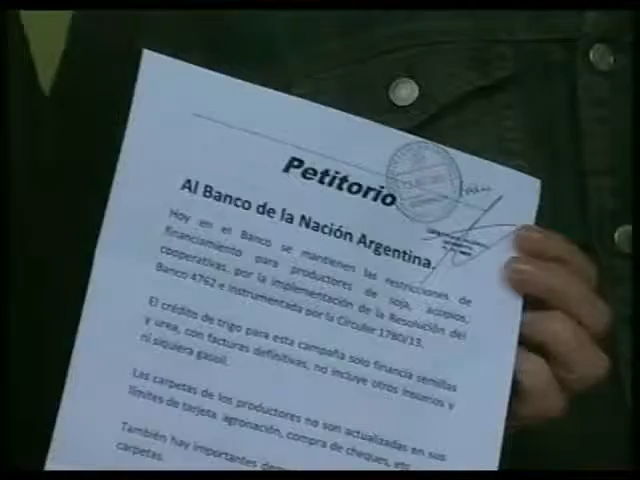 Petitorio
Al Banco de la Nación Argentina.
Hoy en el Banco se mantienen las restricciones de
financiamiento para productores de soja, acopios,
cooperativas, por la implementación de la Resolución del
Banco 4762 e instrumentada por la Circular 1780/13.
El crédito de trigo para esta campaña solo financia semillas
y urea, con facturas definitivas, no incluye otros insumos y
ni siquiera gasoil.
Las carpetas de los productores no son actualizadas en sus
límites de tarjeta agronación, compra de cheques, etc
También hay importantes
carpetas.